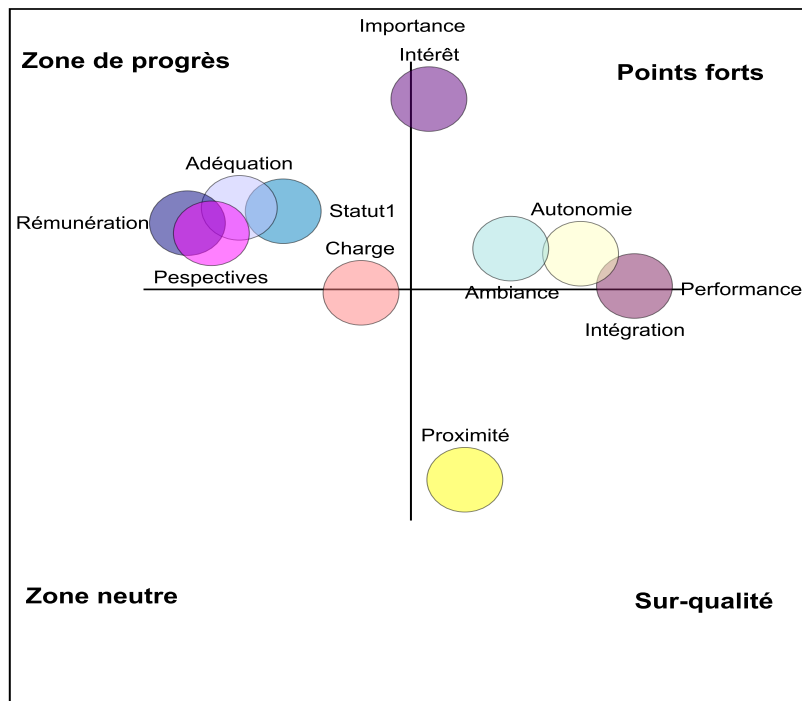 Importance
Zone de progrès
Intérêt
Points forts
Adéquation
Rémunération
Statut1
Autonomie
Charge
Pespectives
Ambiance
Performance
Intégration
Proximité
Zone neutre
Sur-qualité